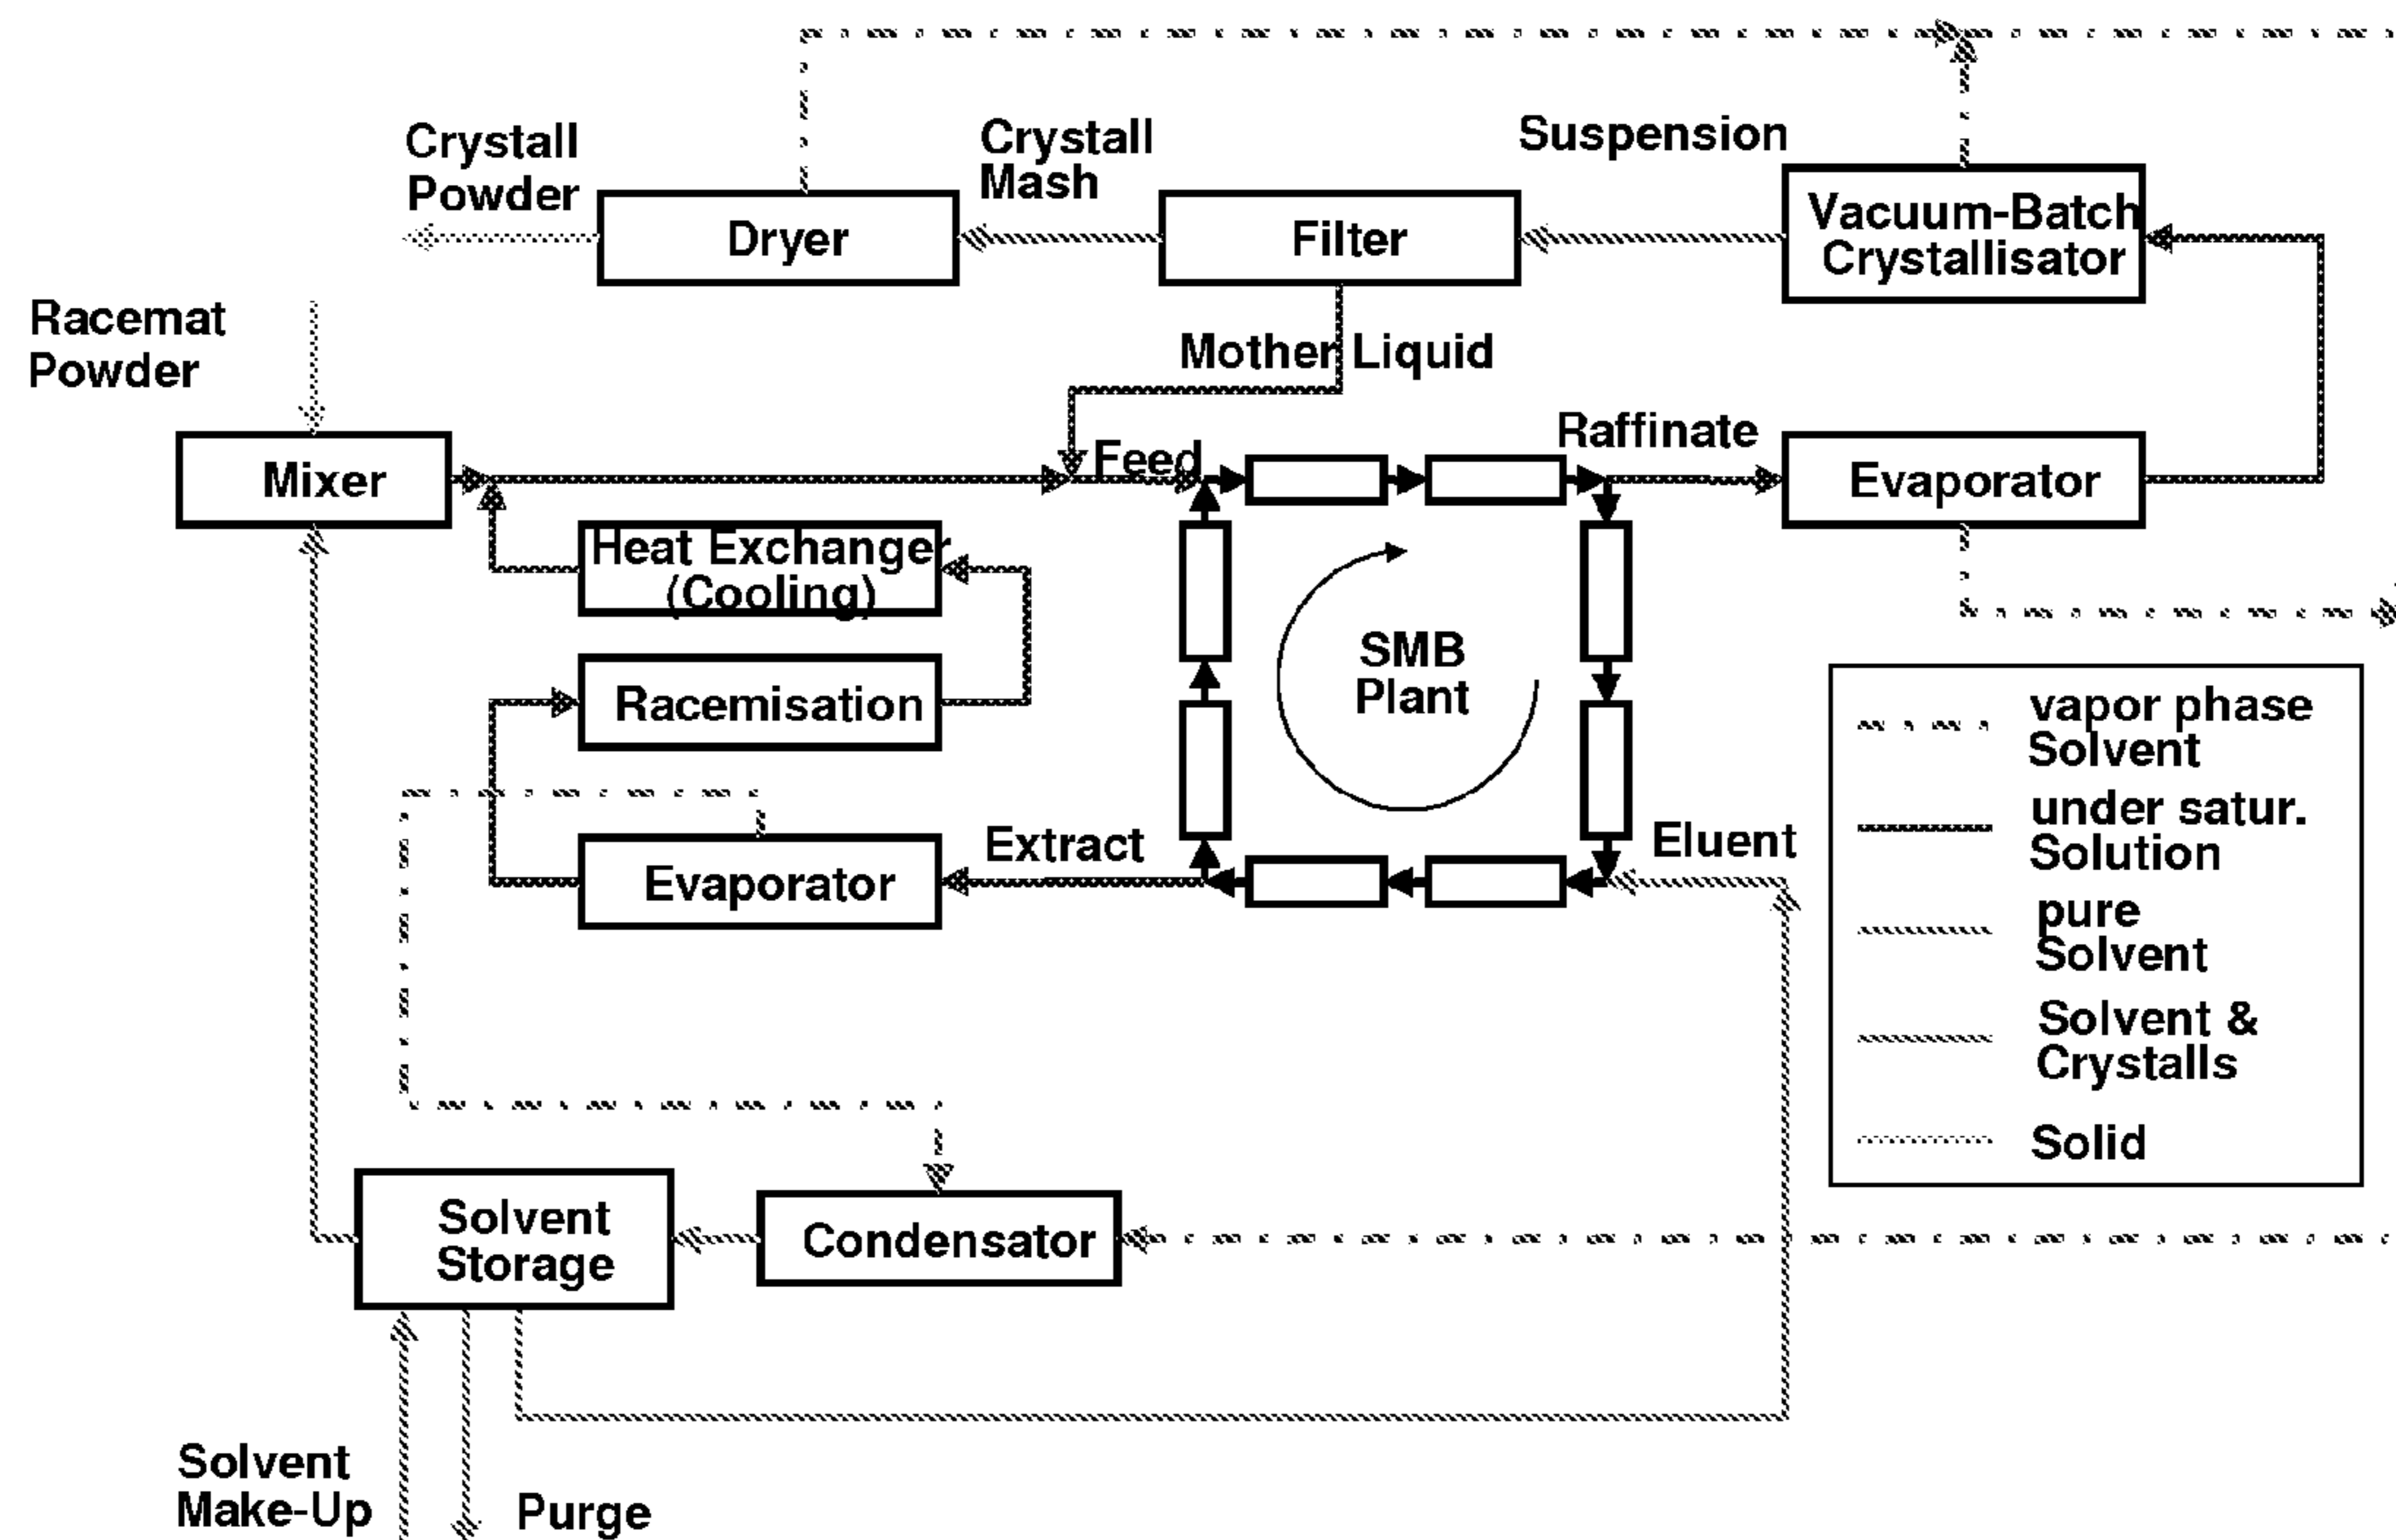 Crystall
Powder
Dryer
Crystall
Mash
Filter
Suspension
Vacuum-Batch
Crystallisator
Racemat
Powder
Mother Liquid
Mixer
Feed
Raffinate
Evaporator
Heat Exchanger
(Cooling)
Racemisation
SMB
Plant
Evaporator
Extract
Eluent
vapor phase
Solvent
under satur.
Solution
pure
Solvent
Solvent &
Crystalls
Solid
Solvent
Storage
Condensator
Solvent
Make-Up
Purge